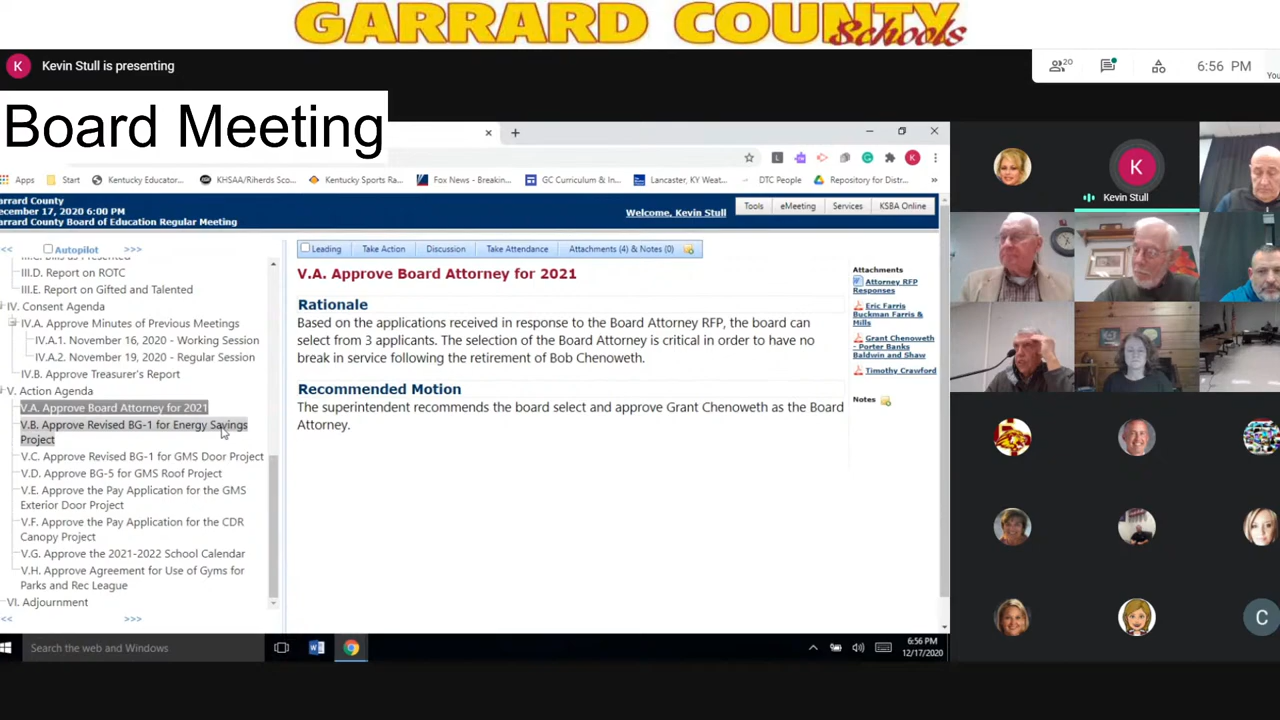 GARRARD COUNTY
Schools
Kevin Stull is presenting
20
6:56 PM
You
Board Meeting
Apps
Start
Kentucky Educator...
KHSAA/Riherds Sco...
Kentucky Sports Ra...
Fox News - Breakin...
GC Curriculum & In...
Lancaster, KY Weat...
DTC People
Repository for Distr...
»
arrard County
ecember 17, 2020 6:00 PM
arrard County Board of Education Regular Meeting
Welcome, Kevin Stull
Tools
eMeeting
Services
KSBA Online
K
Kevin Stull
<<
Autopilot
>>>
Leading
Take Action
Discussion
Take Attendance
Attachments (4) & Notes (0)
III.C. Bills as Presented
III.D. Report on ROTC
III.E. Report on Gifted and Talented
IV. Consent Agenda
IV.A. Approve Minutes of Previous Meetings
IV.A.1. November 16, 2020 - Working Session
IV.A.2. November 19, 2020 - Regular Session
IV.B. Approve Treasurer's Report
V. Action Agenda
V.A. Approve Board Attorney for 2021
V.B. Approve Revised BG-1 for Energy Savings
Project
V.C. Approve Revised BG-1 for GMS Door Project
V.D. Approve BG-5 for GMS Roof Project
V.E. Approve the Pay Application for the GMS
Exterior Door Project
V.F. Approve the Pay Application for the CDR
Canopy Project
V.G. Approve the 2021-2022 School Calendar
V.H. Approve Agreement for Use of Gyms for
Parks and Rec League
VI. Adjournment
<<
>>>
V.A. Approve Board Attorney for 2021
Rationale
Based on the applications received in response to the Board Attorney RFP, the board can
select from 3 applicants. The selection of the Board Attorney is critical in order to have no
break in service following the retirement of Bob Chenoweth.
Recommended Motion
The superintendent recommends the board select and approve Grant Chenoweth as the Board
Attorney.
Attachments
Attorney RFP
Responses
Eric Farris
Buckman Farris &
Mills
Grant Chenoweth
- Porter Banks
Baldwin and Shaw
Timothy Crawford
Notes
C
Search the web and Windows
6:56 PM
12/17/2020